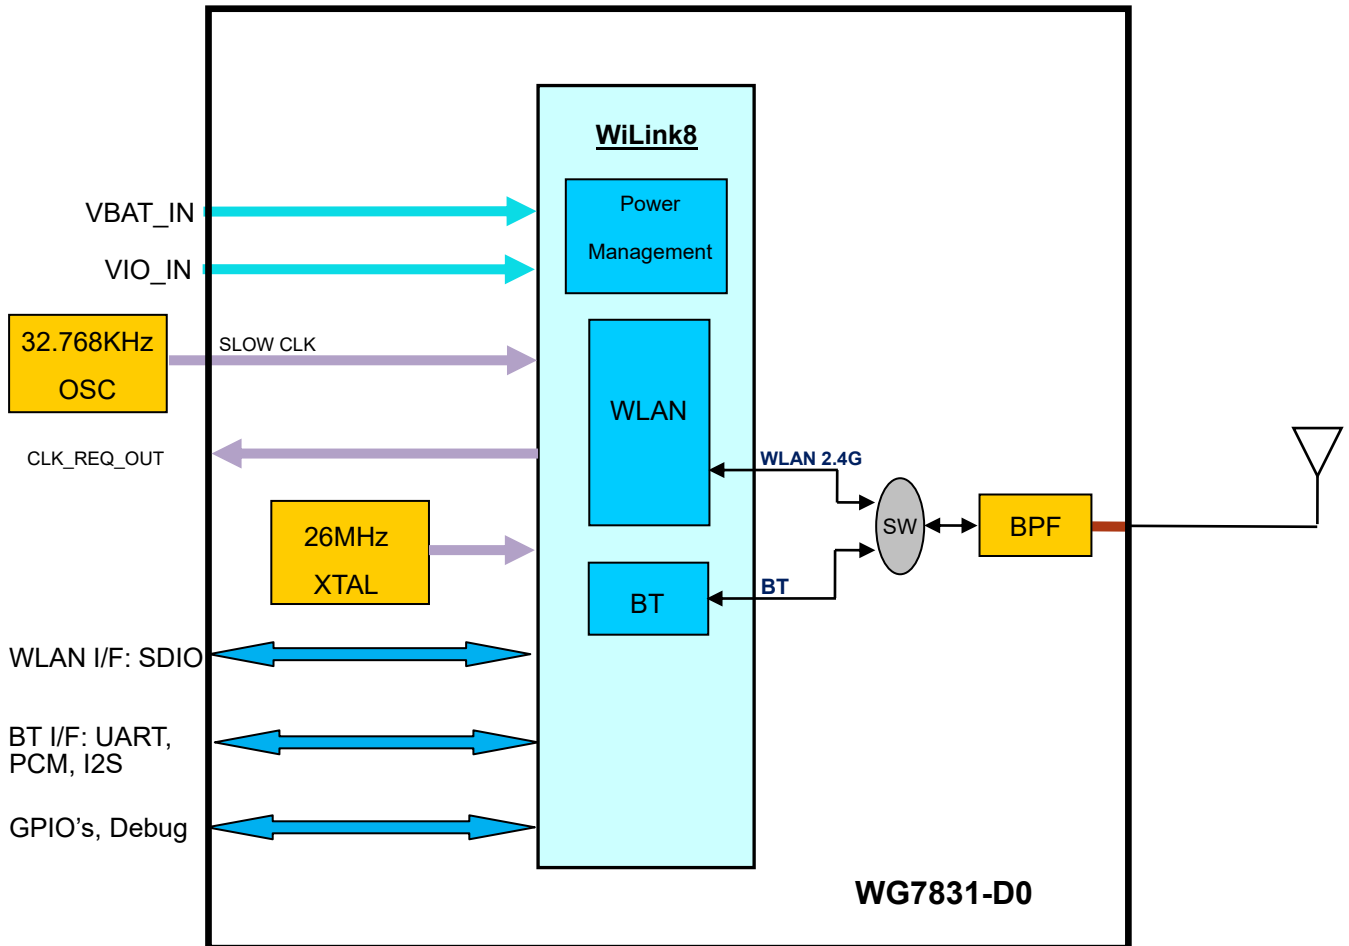 WiLink8
Power
Management
VBAT_IN
VIO_IN
32.768KHz
OSC
SLOW CLK
WLAN
CLK_REQ_OUT
WLAN 2.4G
26MHz
XTAL
SW
BPF
BT
BT
WLAN I/F: SDIO
BT I/F: UART,
PCM, I2S
GPIO’s, Debug
WG7831-D0